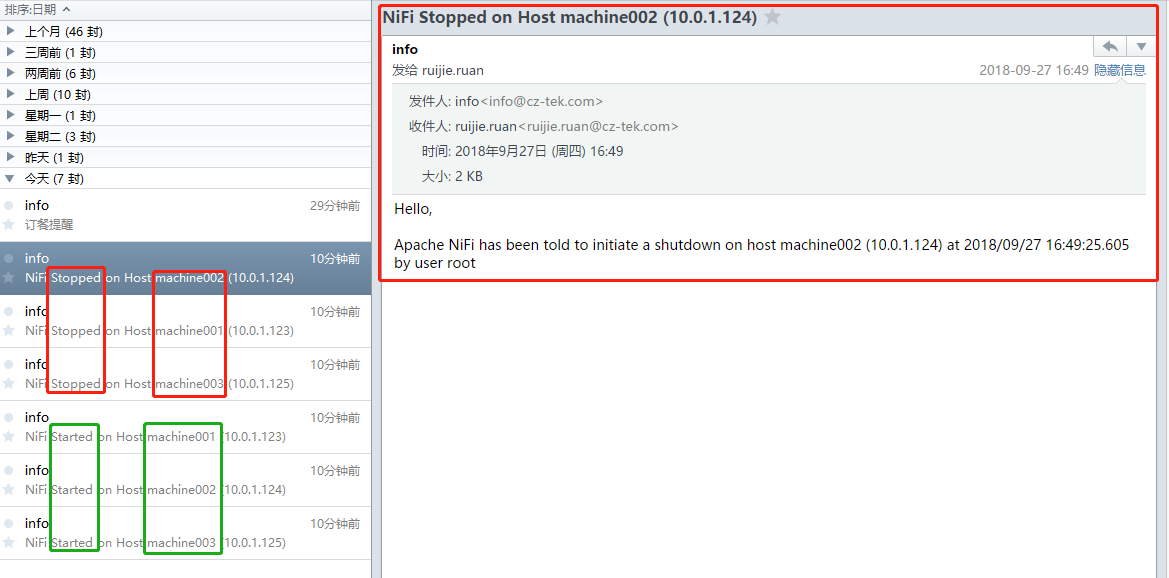 排序:日期
上个月 (46 封)
三周前 (1 封)
两周前 (6 封)
上周 (10 封)
星期一 (1 封)
星期二 (3 封)
昨天 (1 封)
今天 (7 封)
info 29分钟前
订餐提醒
info 10分钟前
NiFi Stopped on Host machine002 (10.0.1.124)
info 10分钟前
NiFi Stopped on Host machine001 (10.0.1.123)
info 10分钟前
NiFi Stopped on Host machine003 (10.0.1.125)
info 10分钟前
NiFi Started on Host machine001 (10.0.1.123)
info 10分钟前
NiFi Started on Host machine002 (10.0.1.124)
info 10分钟前
NiFi Started on Host machine003 (10.0.1.125)
NiFi Stopped on Host machine002 (10.0.1.124)
info
发给 ruijie.ruan 2018-09-27 16:49 隐藏信息
发件人: info<info@cz-tek.com>
收件人: ruijie.ruan<ruijie.ruan@cz-tek.com>
时间: 2018年9月27日 (周四) 16:49
大小: 2 KB
Hello,
Apache NiFi has been told to initiate a shutdown on host machine002 (10.0.1.124) at 2018/09/27 16:49:25.605
by user root